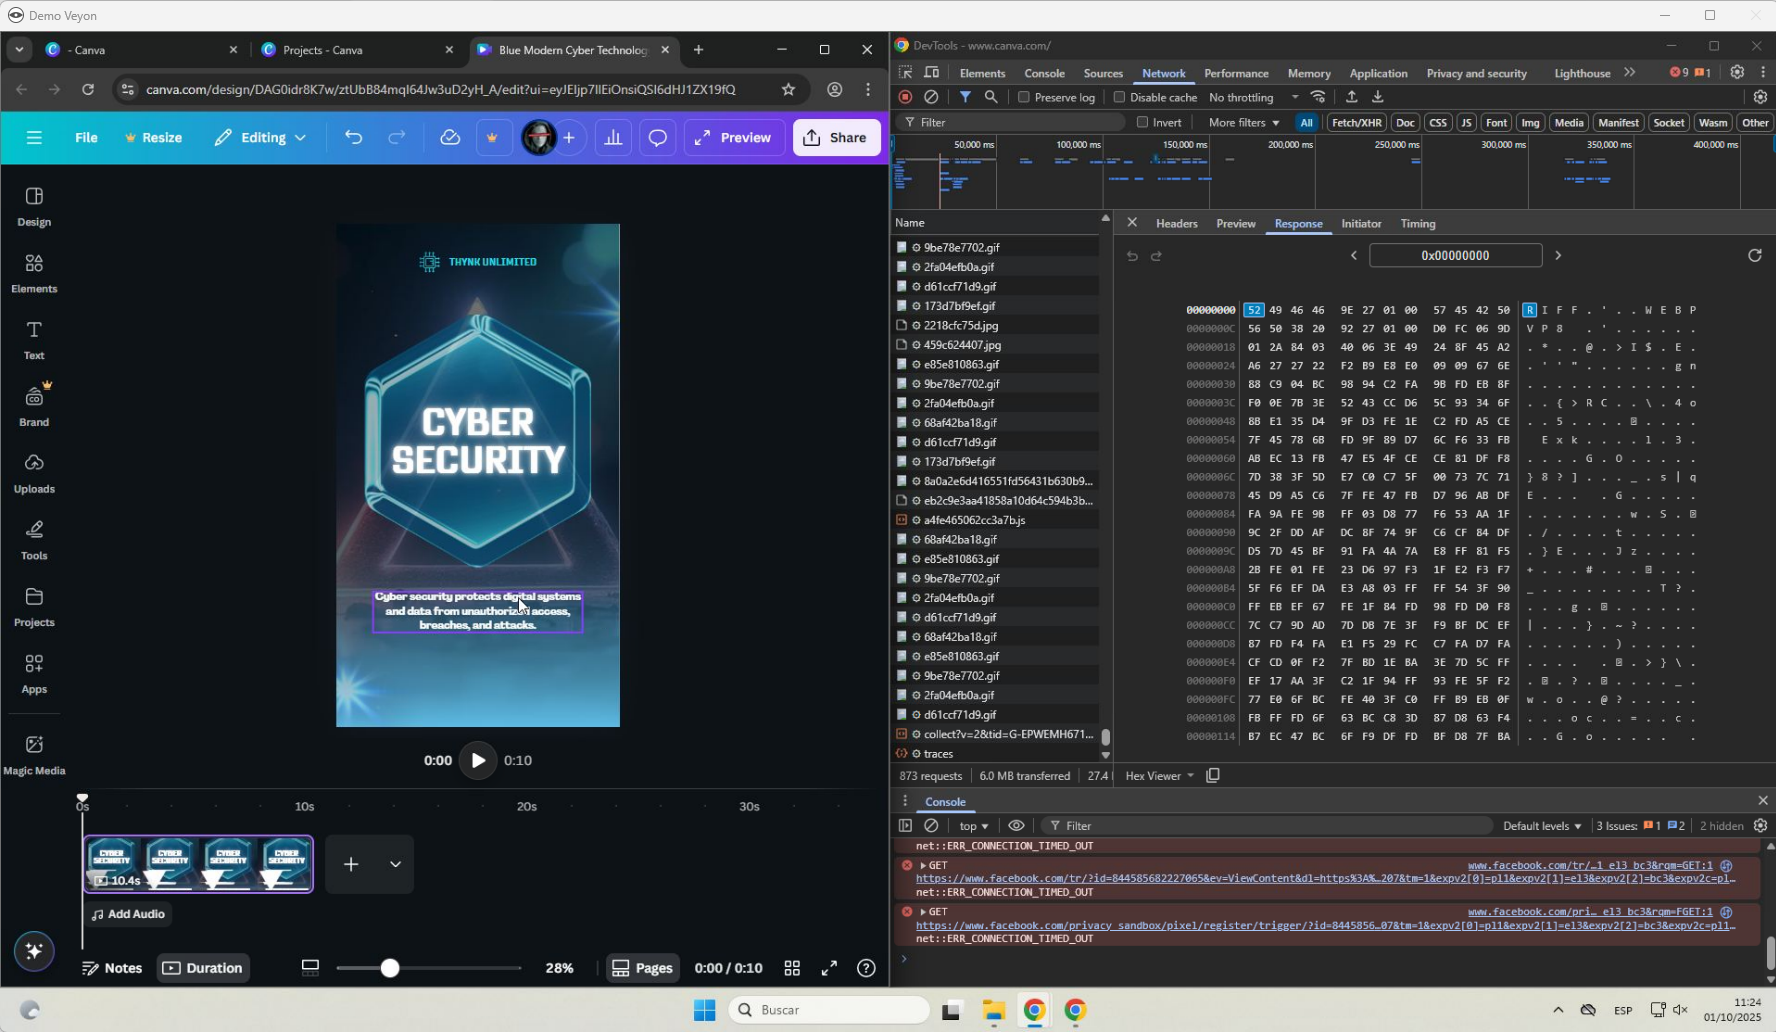 Demo Veyon
- Canva
Projects - Canva
Blue Modern Cyber Technolog
canva.com/design/DAG0idr8K7w/ztUbB84mqI64Jw3uD2yH_A/edit?ui=eyJEIjp7IlEiOnsiQSI6dHJ1ZX19fQ
File
Resize
Editing
Preview
Share
Design
Elements
Text
Brand
Uploads
Tools
Projects
Apps
Magic Media
THYNK UNLIMITED
CYBER
SECURITY
Cyber security protects digital systems
and data from unauthorized access,
breaches, and attacks.
0:00
0:10
0s
10s
20s
30s
10.4s
Add Audio
Notes
Duration
28%
Pages
0:00 / 0:10
DevTools - www.canva.com/
Elements
Console
Sources
Network
Performance
Memory
Application
Privacy and security
Lighthouse
9
1
Preserve log
Disable cache
No throttling
Filter
Invert
More filters
All
Fetch/XHR
Doc
CSS
JS
Font
Img
Media
Manifest
Socket
Wasm
Other
50,000 ms
100,000 ms
150,000 ms
200,000 ms
250,000 ms
300,000 ms
350,000 ms
400,000 ms
Name
9be78e7702.gif
2fa04efb0a.gif
d61ccf71d9.gif
173d7bf9ef.gif
2218cfc75d.jpg
459c624407.jpg
e85e810863.gif
9be78e7702.gif
2fa04efb0a.gif
68af42ba18.gif
d61ccf71d9.gif
173d7bf9ef.gif
8a0a2e6d416551fd56431b630b9...
eb2c9e3aa41858a10d64c594b3b...
a4fe465062cc3a7b.js
68af42ba18.gif
e85e810863.gif
9be78e7702.gif
2fa04efb0a.gif
d61ccf71d9.gif
68af42ba18.gif
e85e810863.gif
9be78e7702.gif
2fa04efb0a.gif
d61ccf71d9.gif
collect?v=2&tid=G-EPWEMH671...
traces
873 requests
6.0 MB transferred
27.4
Headers
Preview
Response
Initiator
Timing
0x00000000
00000000 52 49 46 46 9E 27 01 00 57 45 42 50 R I F F . ' . . W E B P
0000000C 56 50 38 20 92 27 01 00 D0 FC 06 9D V P 8 . ' . . . . . .
00000018 01 2A 84 03 40 06 3E 49 24 8F 45 A2 . * . . @ . > I $ . E .
00000024 A6 27 27 22 F2 B9 E8 E0 09 09 67 6E . ' ' " . . . . . . g n
00000030 88 C9 04 BC 98 94 C2 FA 9B FD EB 8F . . . . . . . . . . . .
0000003C F0 0E 7B 3E 52 43 CC D6 5C 93 34 6F . . { > R C . . \ . 4 o
00000048 8B E1 35 D4 9F D3 FE 1E C2 FD A5 CE . . 5 . . . . . . . .
00000054 7F 45 78 6B FD 9F 89 D7 6C F6 33 FB E x k . . . . l . 3 .
00000060 AB EC 13 FB 47 E5 4F CE CE 81 DF F8 . . . . G . O . . . . .
0000006C 7D 38 3F 5D E7 C0 C7 5F 00 73 7C 71 } 8 ? ] . . . _ . s | q
00000078 45 D9 A5 C6 7F FE 47 FB D7 96 AB DF E . . . G . . . . .
00000084 FA 9A FE 9B FF 03 D8 77 F6 53 AA 1F . . . . . . . w . S .
00000090 9C 2F DD AF DC 8F 74 9F C6 CF 84 DF . / . . . . t . . . . .
0000009C D5 7D 45 BF 91 FA 4A 7A E8 FF 81 F5 . } E . . . J z . . . .
000000A8 2B FE 01 FE 23 D6 97 F3 1F E2 F3 F7 + . . . # . . . . . .
000000B4 5F F6 EF DA E3 A8 03 FF FF 54 3F 90 _ . . . . . . . . T ? .
000000C0 FF EB EF 67 FE 1F 84 FD 98 FD D0 F8 . . . g . . . . . . .
000000CC 7C C7 9D AD 7D DB 7E 3F F9 BF DC EF | . . . } . ~ ? . . . .
000000D8 87 FD F4 FA E1 F5 29 FC C7 FA D7 FA . . . . . . ) . . . . .
000000E4 CF CD 0F F2 7F BD 1E BA 3E 7D 5C FF . . . . . . > } \ .
000000F0 EF 17 AA 3F C2 1F 94 FF 93 FE 5F F2 . . ? . . . . . _ .
000000FC 77 E0 6F BC FE 40 3F C0 FF B9 EB 0F w . o . . @ ? . . . . .
00000108 FB FF FD 6F 63 BC C8 3D 87 D8 63 F4 . . . o c . . = . . c .
00000114 B7 EC 47 BC 6F F9 DF FD BF D8 7F BA . . G . o . . . . . .
Hex Viewer
Console
top
Filter
Default levels
3 Issues:
1
2
2 hidden
net::ERR_CONNECTION_TIMED_OUT
GET
www.facebook.com/tr/…1_el3_bc3&rqm=GET:1
https://www.facebook.com/tr/?id=844585682227065&ev=ViewContent&dl=https%3A%…207&tm=1&expv2[0]=pl1&expv2[1]=el3&expv2[2]=bc3&expv2c=pl…
net::ERR_CONNECTION_TIMED_OUT
GET
www.facebook.com/pri…_el3_bc3&rqm=FGET:1
https://www.facebook.com/privacy_sandbox/pixel/register/trigger/?id=8445856…07&tm=1&expv2[0]=pl1&expv2[1]=el3&expv2[2]=bc3&expv2c=pl1…
net::ERR_CONNECTION_TIMED_OUT
Buscar
ESP
11:24
01/10/2025